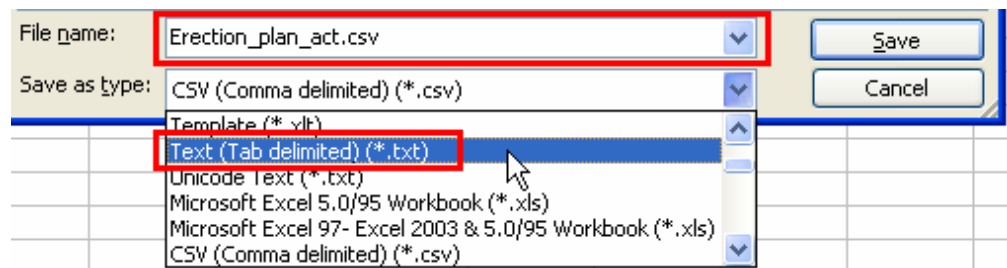 File name: Erection_plan_act.csv Save
Save as type: CSV (Comma delimited) (*.csv) Cancel
Template (*.xlt)
Text (Tab delimited) (*.txt)
Unicode Text (*.txt)
Microsoft Excel 5.0/95 Workbook (*.xls)
Microsoft Excel 97- Excel 2003 & 5.0/95 Workbook (*.xls)
CSV (Comma delimited) (*.csv)